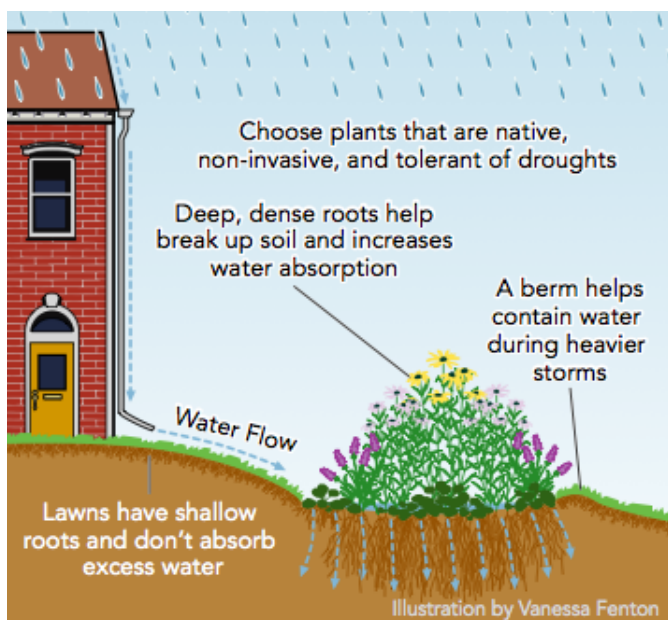 Choose plants that are native,
non-invasive, and tolerant of droughts
Deep, dense roots help
break up soil and increases
water absorption
A berm helps
contain water
during heavier
storms
Water Flow
Lawns have shallow
roots and don't absorb
excess water
Illustration by Vanessa Fenton